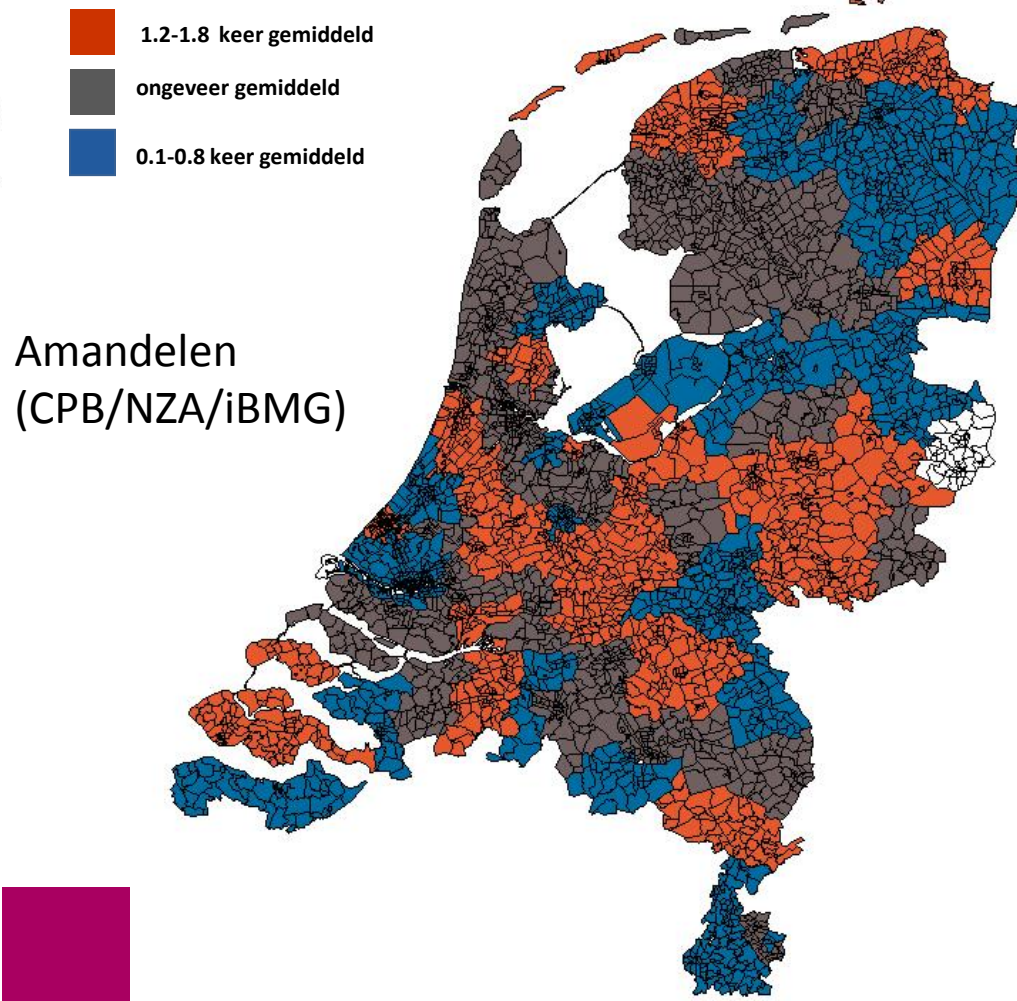 1.2-1.8 keer gemiddeld
ongeveer gemiddeld
0.1-0.8 keer gemiddeld
Amandelen
(CPB/NZA/iBMG)